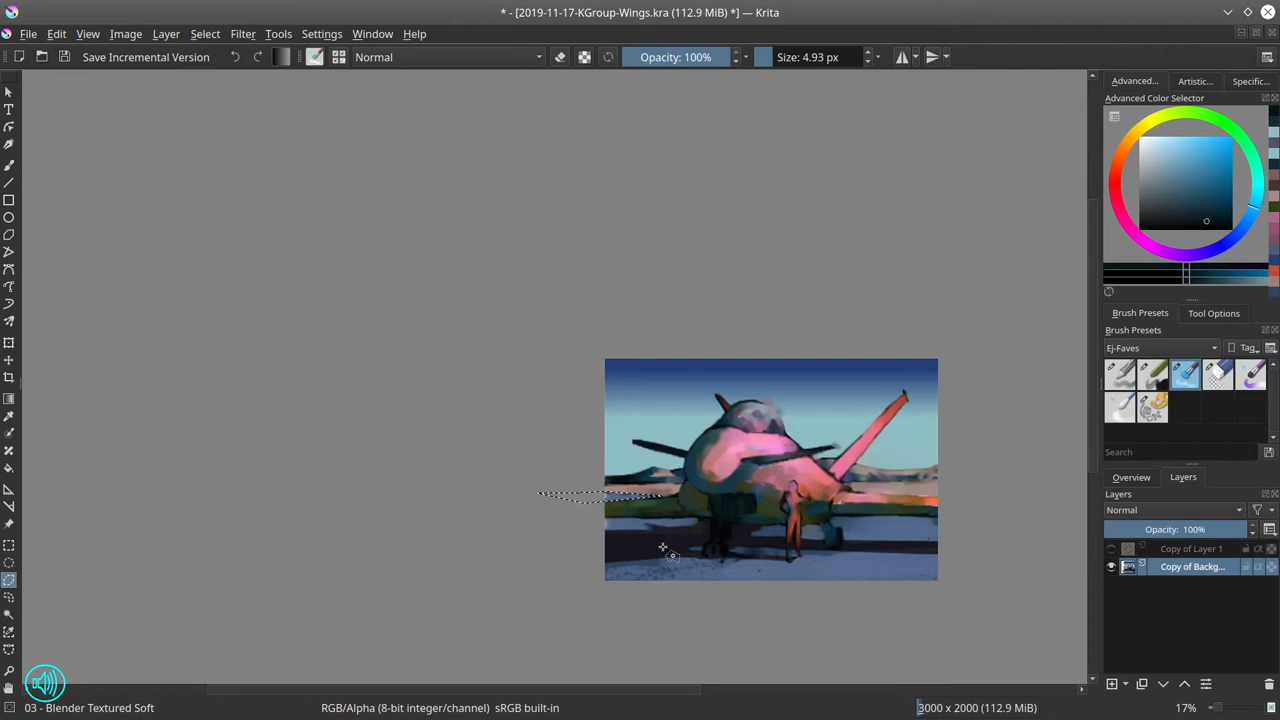 * - [2019-11-17-KGroup-Wings.kra (112.9 MiB) *] — Krita
File Edit View Image Layer Select Filter Tools Settings Window Help
Save Incremental Version Normal Opacity: 100% Size: 4.93 px
Advanced... Artistic... Specific...
Advanced Color Selector
Brush Presets Tool Options
Brush Presets
Ej-Faves Tag
Search
Overview Layers
Layers
Normal
Opacity: 100%
Copy of Layer 1
Copy of Backg...
03 - Blender Textured Soft RGB/Alpha (8-bit integer/channel) sRGB built-in 3000 x 2000 (112.9 MiB) 17%